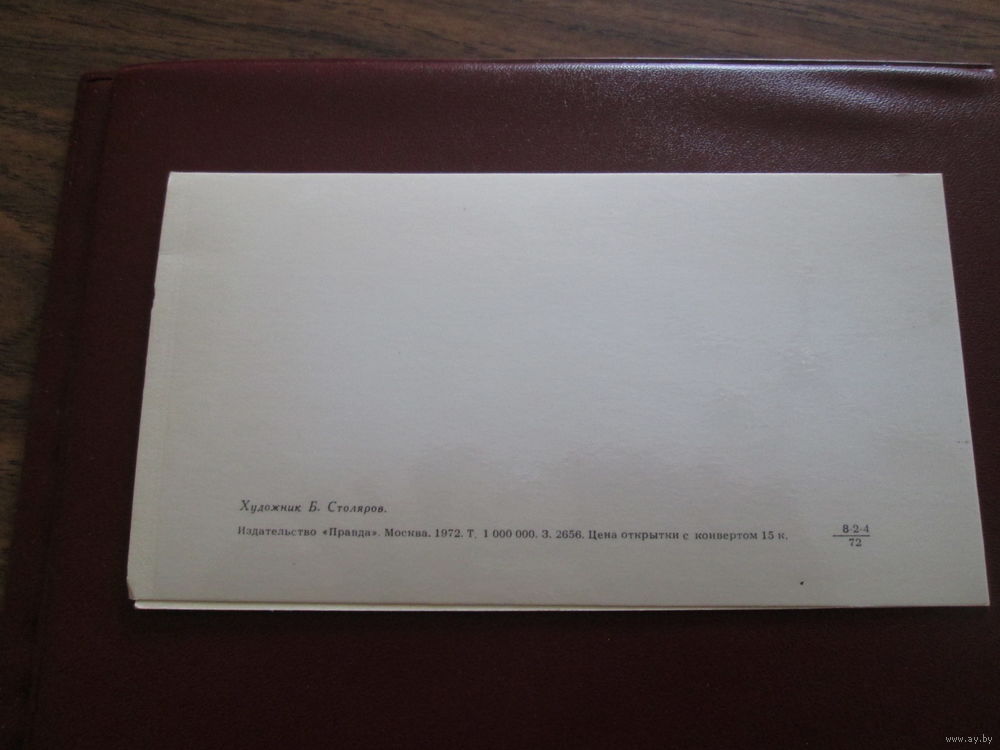 Художник Б. Столяров.
Издательство «Правда». Москва. 1972. Т. 1 000 000. З. 2656. Цена открытки с конвертом 15 к.
8-2-4
72
www.ay.by